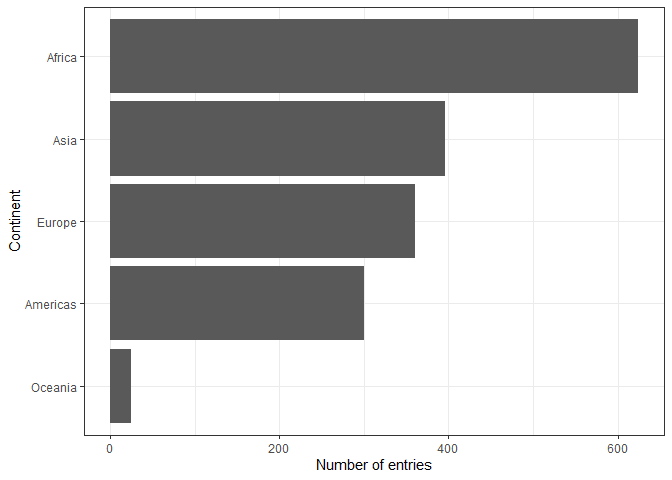 Africa
Asia
Europe
Americas
Oceania
Continent
0 200 400 600
Number of entries